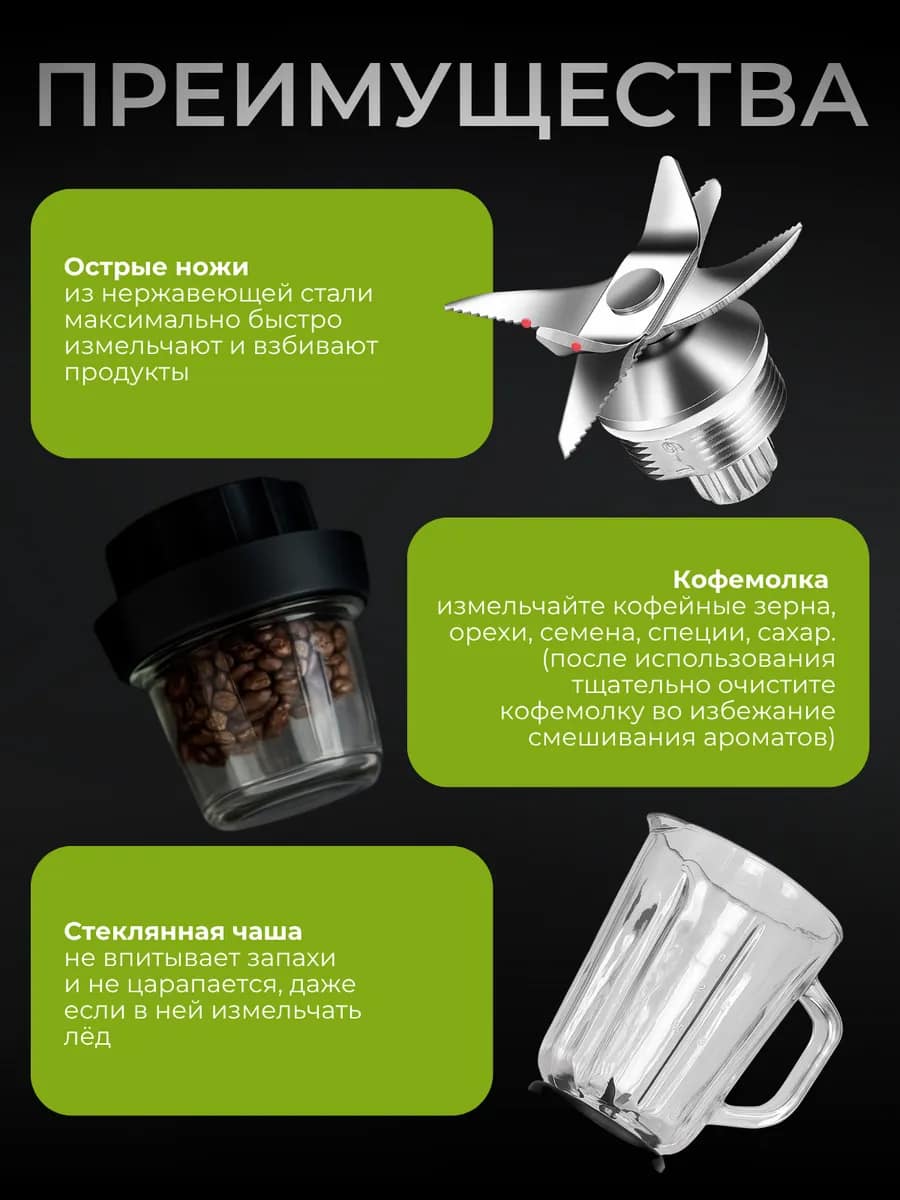 ПРЕИМУЩЕСТВА
Острые ножи
из нержавеющей стали
максимально быстро
измельчают и взбивают
продукты
Кофемолка
измельчайте кофейные зерна,
орехи, семена, специи, сахар.
(после использования
тщательно очистите
кофемолку во избежание
смешивания ароматов)
Стеклянная чаша
не впитывает запахи
и не царапается, даже
если в ней измельчать
лёд